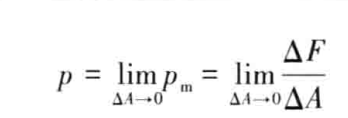 p = lim_{ΔA→0} p_m = lim_{ΔA→0} ΔF/ΔA